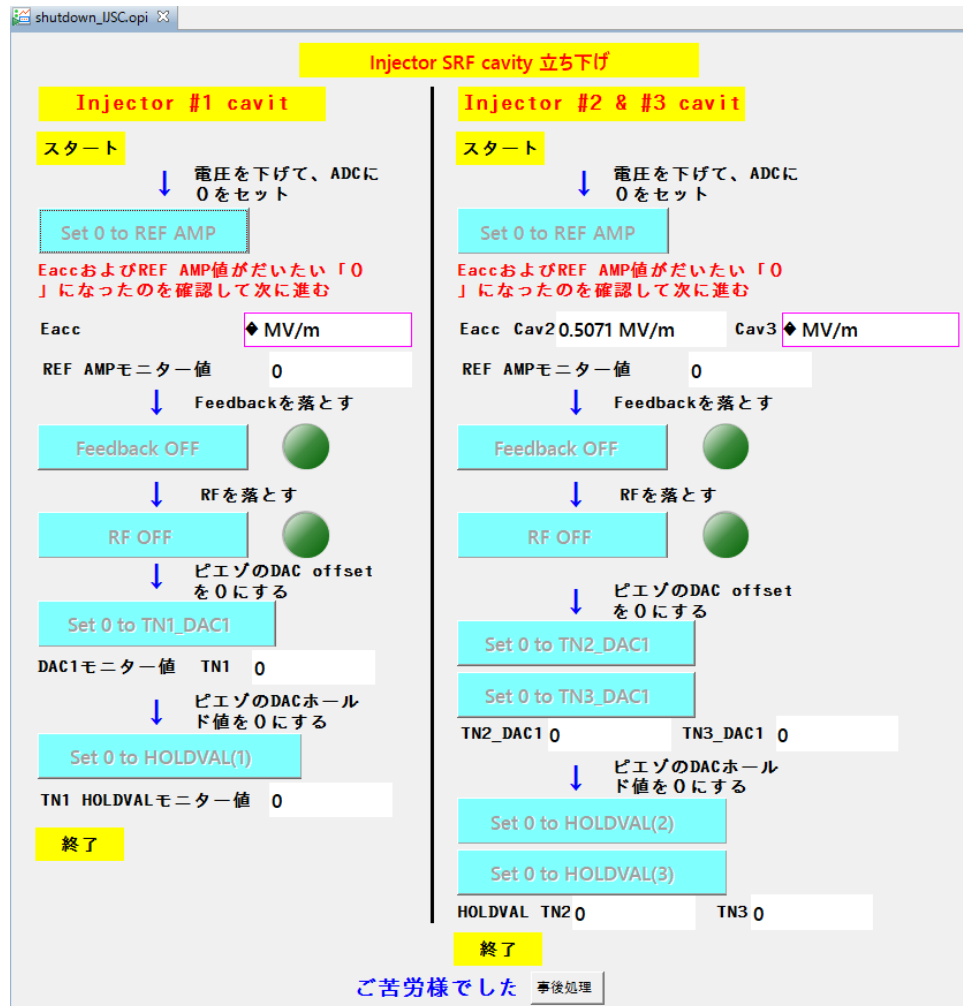 shutdown_IJSC.opi
Injector SRF cavity 立ち下げ
Injector #1 cavit
スタート
↓ 電圧を下げて、ADCに
0をセット
Set 0 to REF AMP
EaccおよびREF AMP値がだいたい「0
」になったのを確認して次に進む
Eacc � MV/m
REF AMPモニター値 0
↓ Feedbackを落とす
Feedback OFF
↓ RFを落とす
RF OFF
↓ ピエゾのDAC offset
を0にする
Set 0 to TN1_DAC1
DAC1モニター値 TN1 0
↓ ピエゾのDACホール
ド値を0にする
Set 0 to HOLDVAL(1)
TN1 HOLDVALモニター値 0
終了
Injector #2 & #3 cavit
スタート
↓ 電圧を下げて、ADCに
0をセット
Set 0 to REF AMP
EaccおよびREF AMP値がだいたい「0
」になったのを確認して次に進む
Eacc Cav2 0.5071 MV/m Cav3 � MV/m
REF AMPモニター値 0
↓ Feedbackを落とす
Feedback OFF
↓ RFを落とす
RF OFF
↓ ピエゾのDAC offset
を0にする
Set 0 to TN2_DAC1
Set 0 to TN3_DAC1
TN2_DAC1 0 TN3_DAC1 0
↓ ピエゾのDACホール
ド値を0にする
Set 0 to HOLDVAL(2)
Set 0 to HOLDVAL(3)
HOLDVAL TN2 0 TN3 0
終了
ご苦労様でした 事後処理